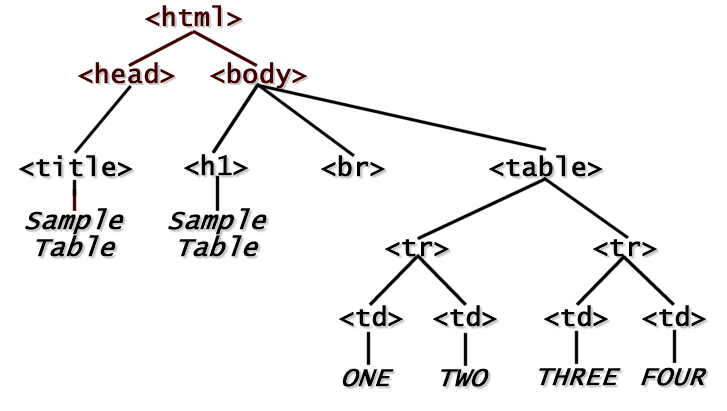 <html>
<head> <body>
<title> <h1> <br> <table>
Sample Table Sample Table
<tr> <tr>
<td> <td> <td> <td>
ONE TWO THREE FOUR